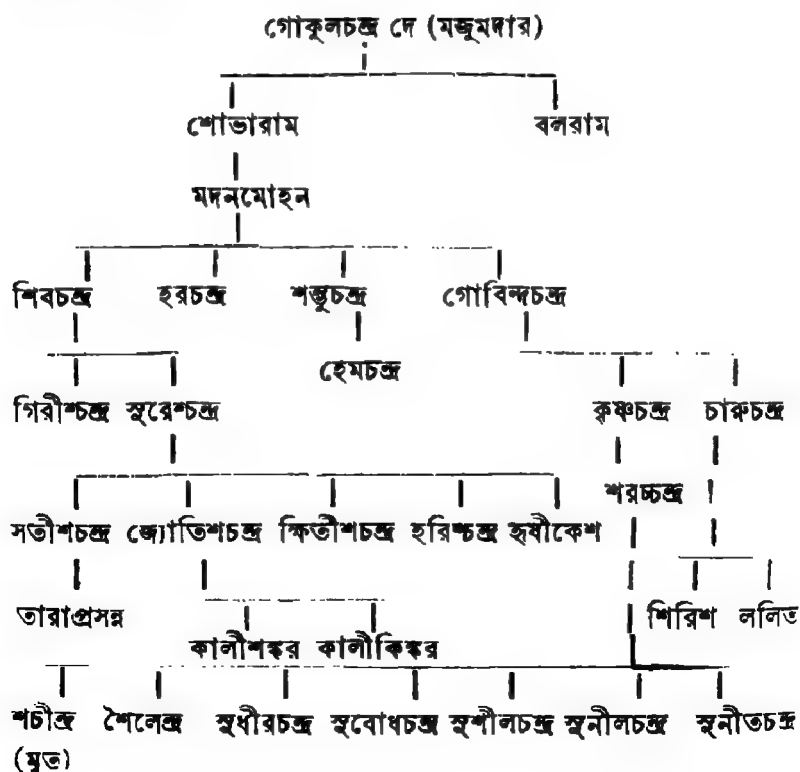 গোকুলচন্দ্র দে (মজুমদার)
শোভারাম বলরাম
মদনমোহন
শিবচন্দ্র হরচন্দ্র শম্ভুচন্দ্র গোবিন্দচন্দ্র
হেমচন্দ্র
গিরীশচন্দ্র সুরেশচন্দ্র কৃষ্ণচন্দ্র চারুচন্দ্র
শরচ্চন্দ্র
সতীশচন্দ্র জ্যোতিশচন্দ্র ক্ষিতীশচন্দ্র হরিশ্চন্দ্র হৃষীকেশ
তারাপ্রসন্ন শিরিশ ললিত
কালীশঙ্কর কালীকিঙ্কর
শচীন্দ্র শৈলেন্দ্র সুধীরচন্দ্র সুবোধচন্দ্র সুশীলচন্দ্র সুনীলচন্দ্র সুনীতচন্দ্র
(মৃত)